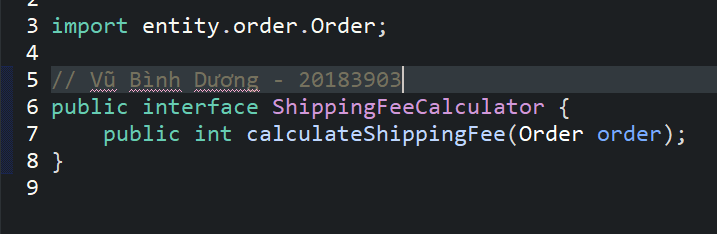 2
3 import entity.order.Order;
4
5 // Vũ Bình Dương - 20183903
6 public interface ShippingFeeCalculator {
7     public int calculateShippingFee(Order order);
8 }
9